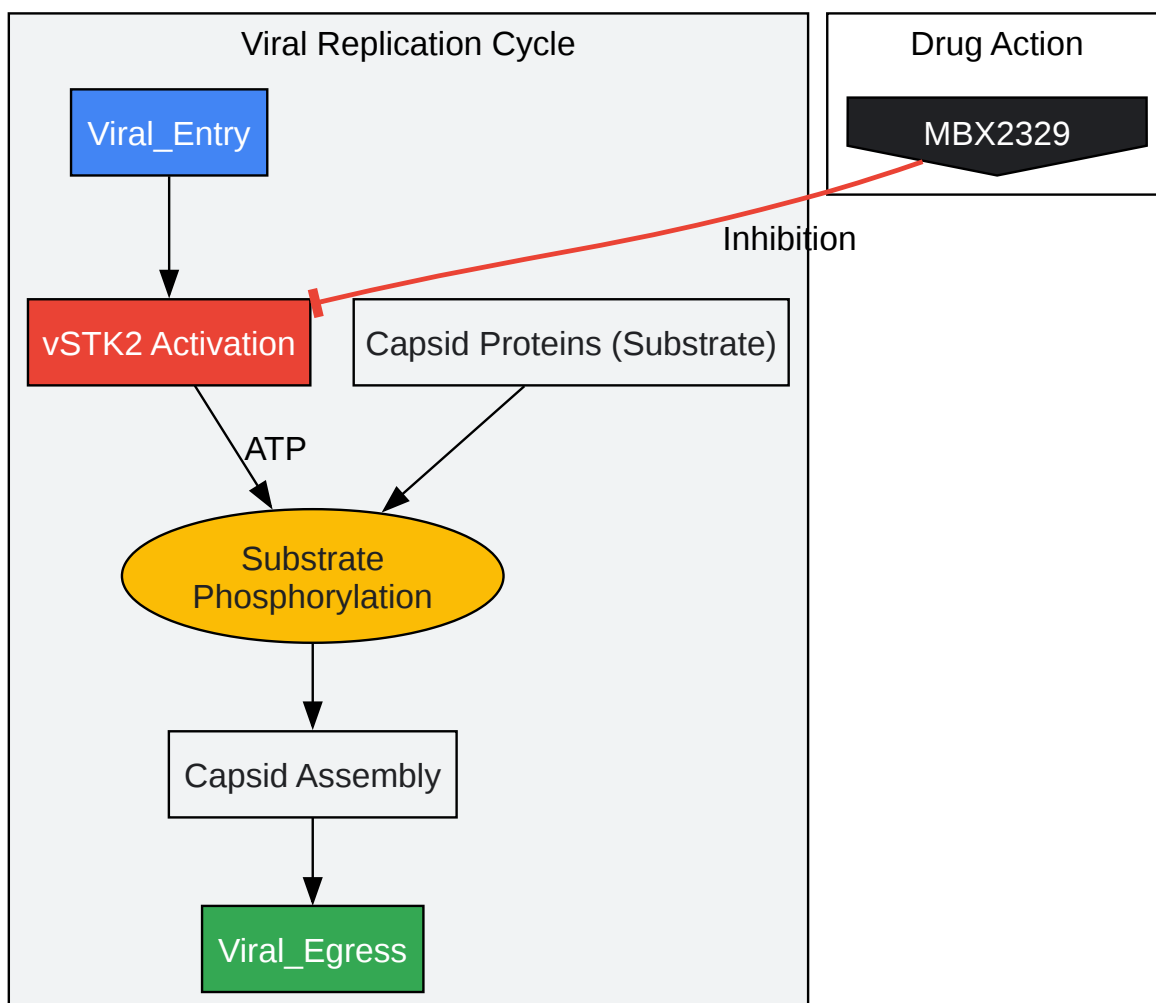 Viral Replication Cycle
Drug Action
Viral_Entry
MBX2329
Inhibition
vSTK2 Activation
Capsid Proteins (Substrate)
ATP
Substrate
Phosphorylation
Capsid Assembly
Viral_Egress